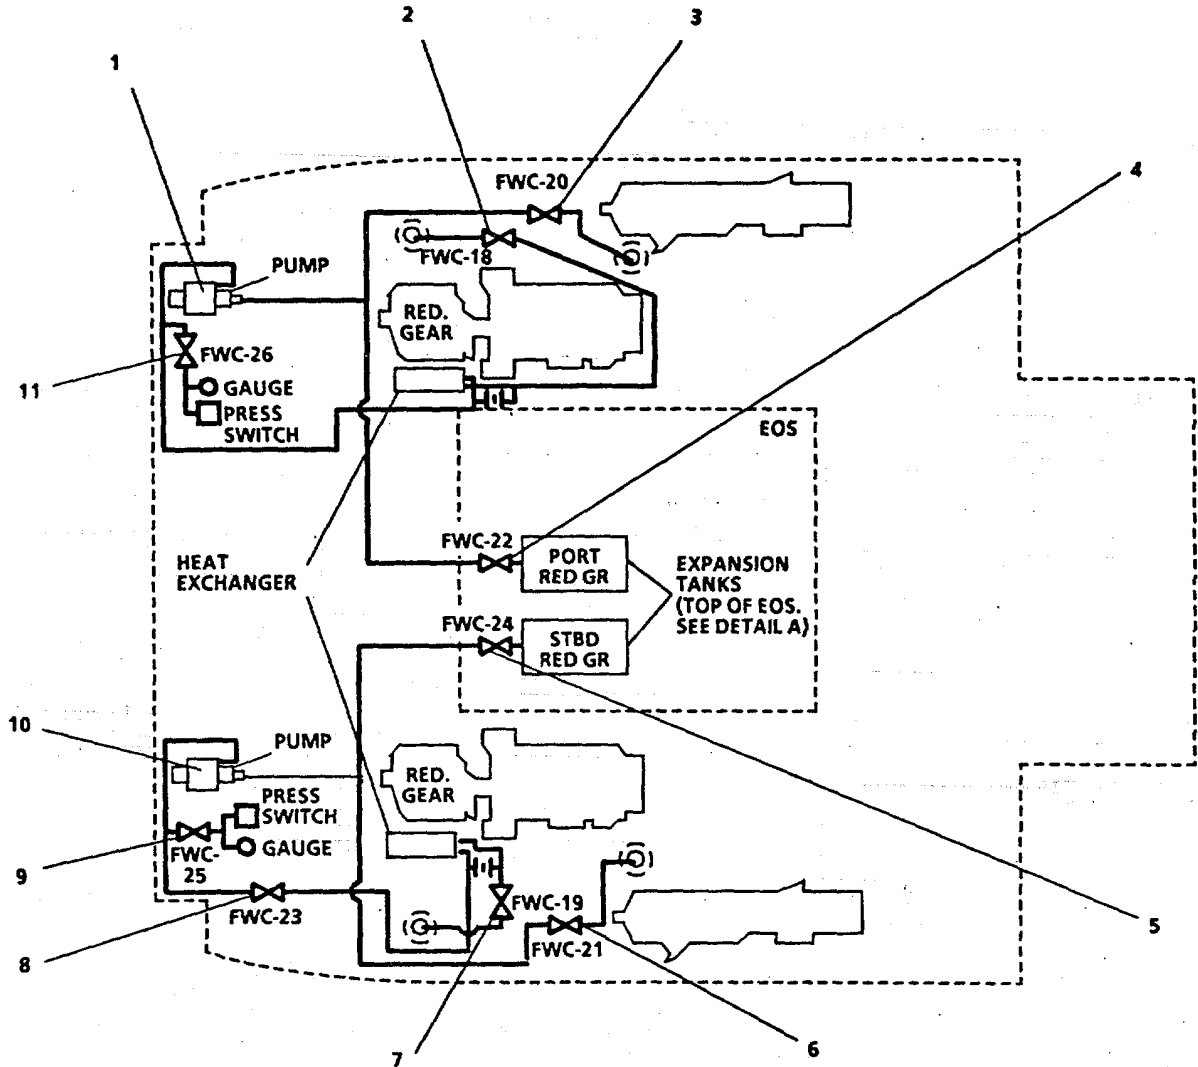 2
3
1
4
FWC-20
FWC-18
PUMP
RED.
GEAR
FWC-26
11
GAUGE
PRESS
SWITCH
EOS
FWC-22
PORT
RED GR
HEAT
EXCHANGER
EXPANSION
TANKS
(TOP OF EOS.
SEE DETAIL A)
FWC-24
STBD
RED GR
10
PUMP
RED.
GEAR
PRESS
SWITCH
GAUGE
9
FWC-
25
FWC-23
FWC-19
FWC-21
5
8
7
6